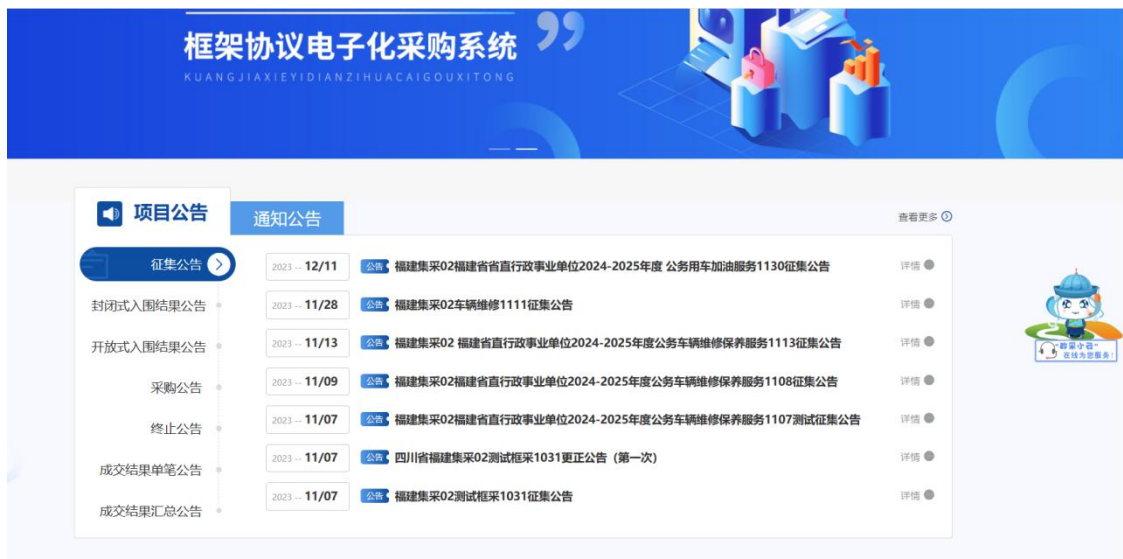 框架协议电子化采购系统
KUANGJIAXIEYIDIANZIHUACAIGOUXITONG
项目公告
通知公告
查看更多
征集公告
封闭式入围结果公告
开放式入围结果公告
采购公告
终止公告
成交结果单笔公告
成交结果汇总公告
2023 -- 12/11 公告 福建集采02福建省省直行政事业单位2024-2025年度 公务用车加油服务1130征集公告 详情
2023 -- 11/28 公告 福建集采02车辆维修1111征集公告 详情
2023 -- 11/13 公告 福建集采02 福建省直行政事业单位2024-2025年度公务车辆维修保养服务1113征集公告 详情
2023 -- 11/09 公告 福建集采02福建省直行政事业单位2024-2025年度公务车辆维修保养服务1108征集公告 详情
2023 -- 11/07 公告 福建集采02福建省直行政事业单位2024-2025年度公务车辆维修保养服务1107测试征集公告 详情
2023 -- 11/07 公告 四川省福建集采02测试框采1031更正公告（第一次） 详情
2023 -- 11/07 公告 福建集采02测试框采1031征集公告 详情
在线为您服务!